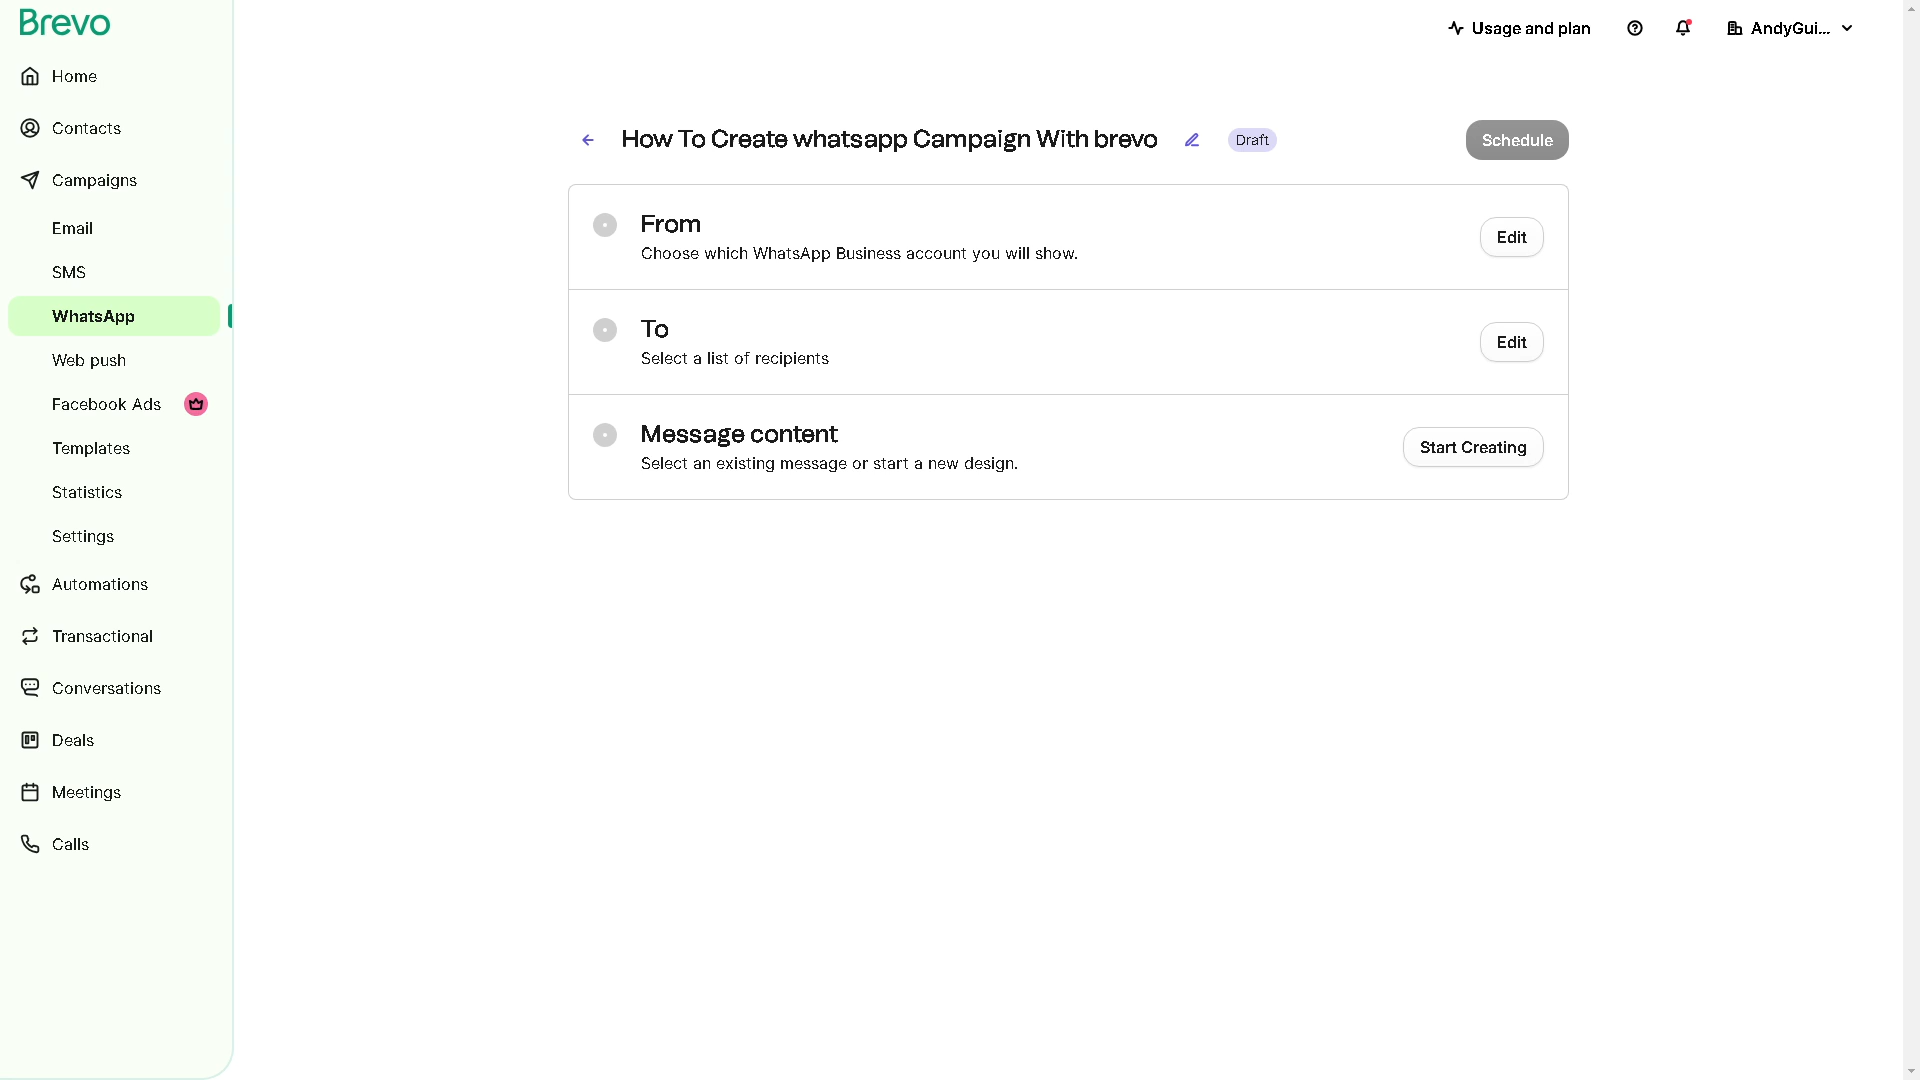 Brevo
Usage and plan
AndyGui...
Home
Contacts
Campaigns
Email
SMS
WhatsApp
Web push
Facebook Ads
Templates
Statistics
Settings
Automations
Transactional
Conversations
Deals
Meetings
Calls
How To Create whatsapp Campaign With brevo
Draft
Schedule
From
Choose which WhatsApp Business account you will show.
Edit
To
Select a list of recipients
Edit
Message content
Select an existing message or start a new design.
Start Creating